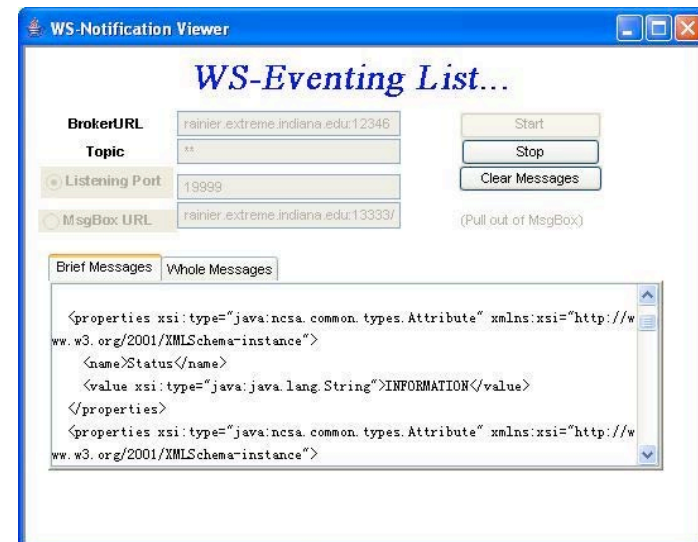 WS-Notification Viewer
WS-Eventing List...
BrokerURL rainier.extreme.indiana.edu:12346 Start
Topic ** Stop
Listening Port 19999 Clear Messages
MsgBox URL rainier.extreme.indiana.edu:13333/ (Pull out of MsgBox)
Brief Messages Whole Messages
<properties xsi:type="java:ncsa.common.types.Attribute" xmlns:xsi="http://w
ww.w3.org/2001/XMLSchema-instance">
<name>Status</name>
<value xsi:type="java:java.lang.String">INFORMATION</value>
</properties>
<properties xsi:type="java:ncsa.common.types.Attribute" xmlns:xsi="http://w
ww.w3.org/2001/XMLSchema-instance">